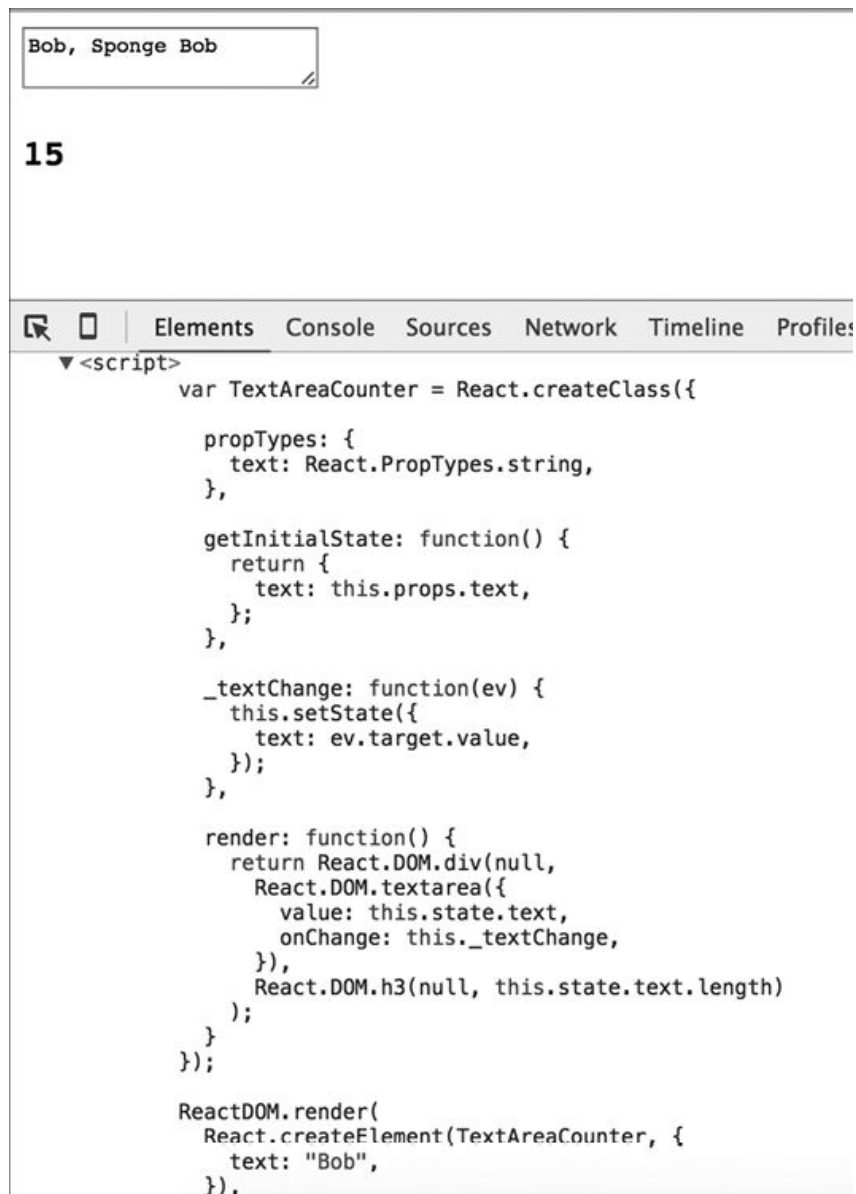 Bob, Sponge Bob
15
Elements Console Sources Network Timeline Profiles
▼<script>
var TextAreaCounter = React.createClass({
propTypes: {
text: React.PropTypes.string,
},
getInitialState: function() {
return {
text: this.props.text,
};
},
_textChange: function(ev) {
this.setState({
text: ev.target.value,
});
},
render: function() {
return React.DOM.div(null,
React.DOM.textarea({
value: this.state.text,
onChange: this._textChange,
}),
React.DOM.h3(null, this.state.text.length)
);
}
});
ReactDOM.render(
React.createElement(TextAreaCounter, {
text: "Bob",
}),